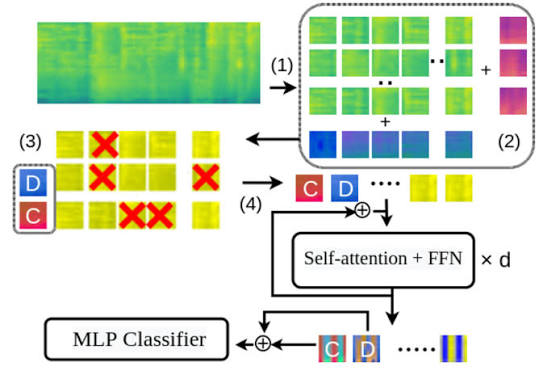 (1)
+
+
(2)
(3)
D
C
(4)
C D
Self-attention + FFN × d
MLP Classifier
C D